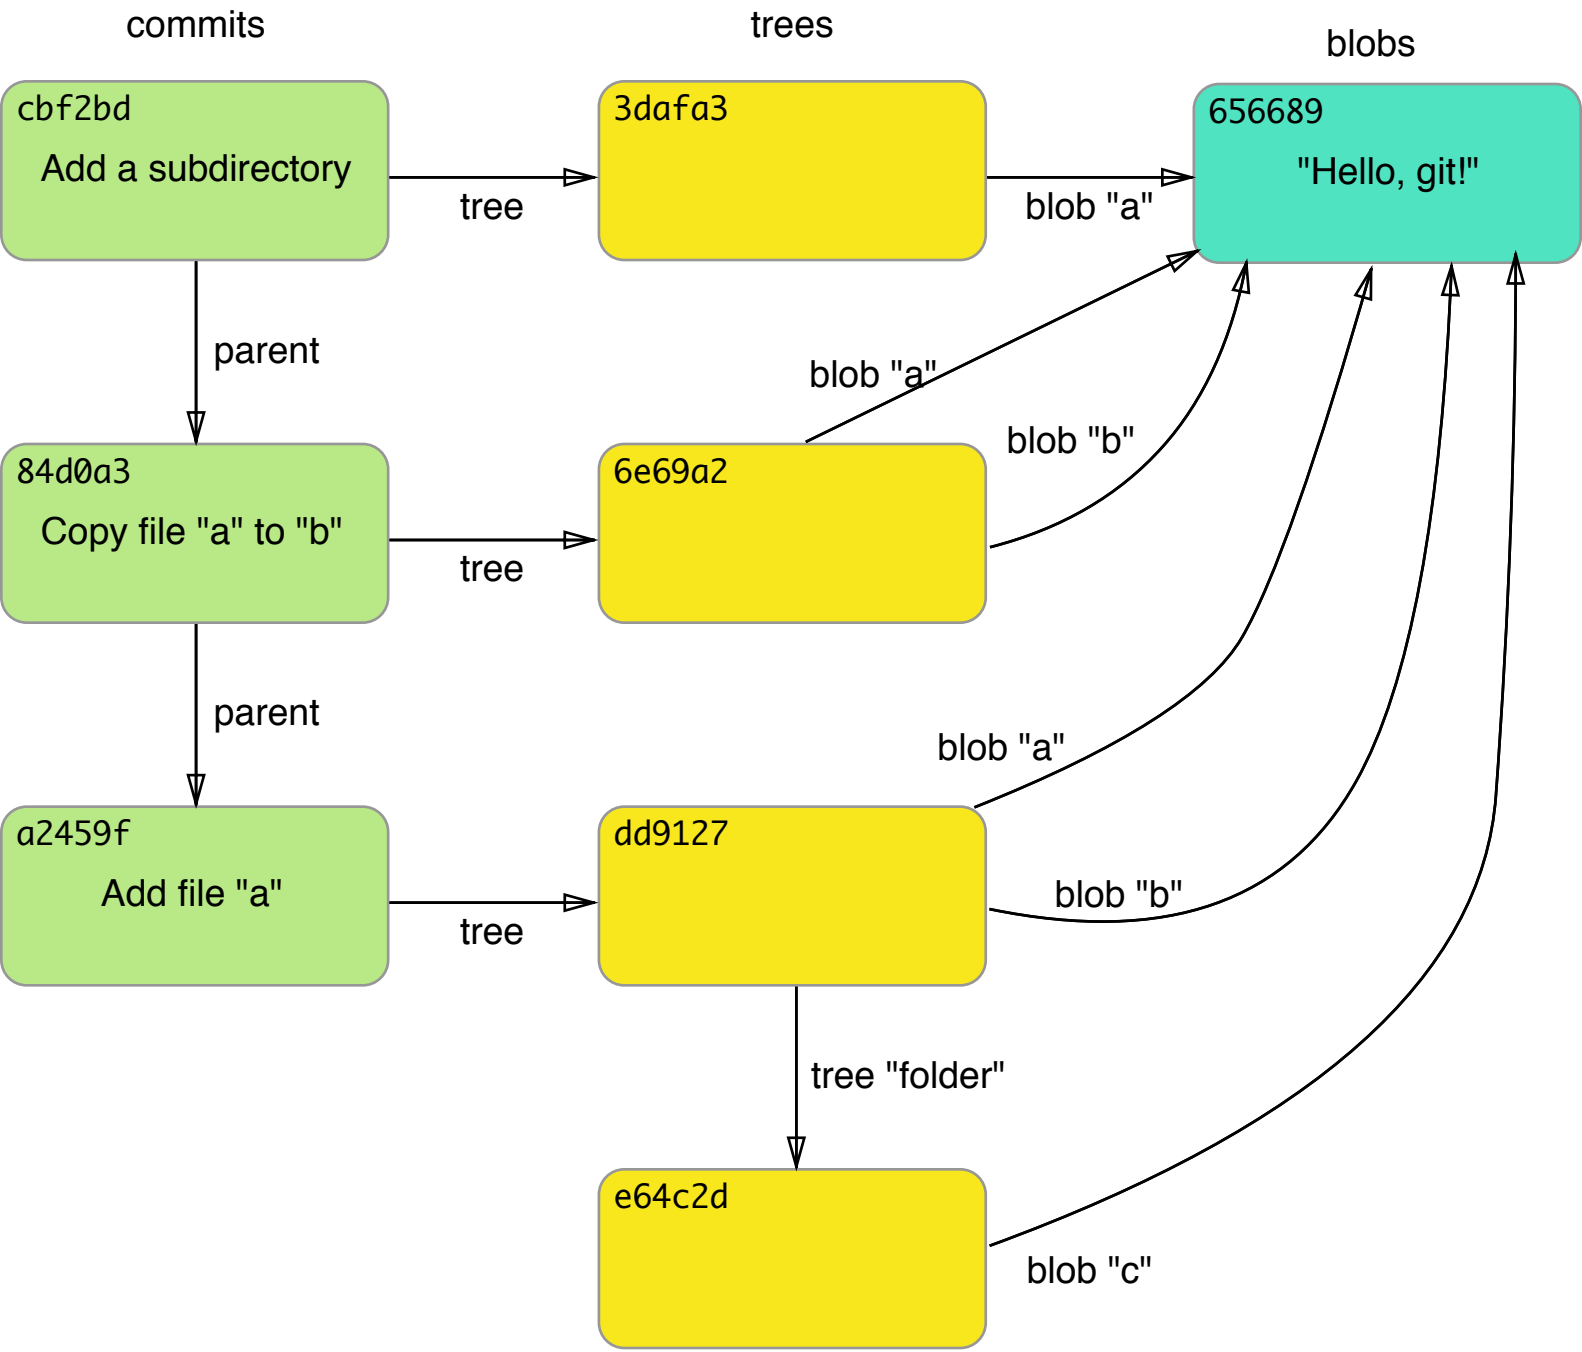 commits
trees
blobs
cbf2bd
Add a subdirectory
tree
3dafa3
blob "a"
656689
"Hello, git!"
parent
blob "a"
blob "b"
84d0a3
Copy file "a" to "b"
tree
6e69a2
parent
blob "a"
a2459f
Add file "a"
tree
dd9127
blob "b"
tree "folder"
e64c2d
blob "c"